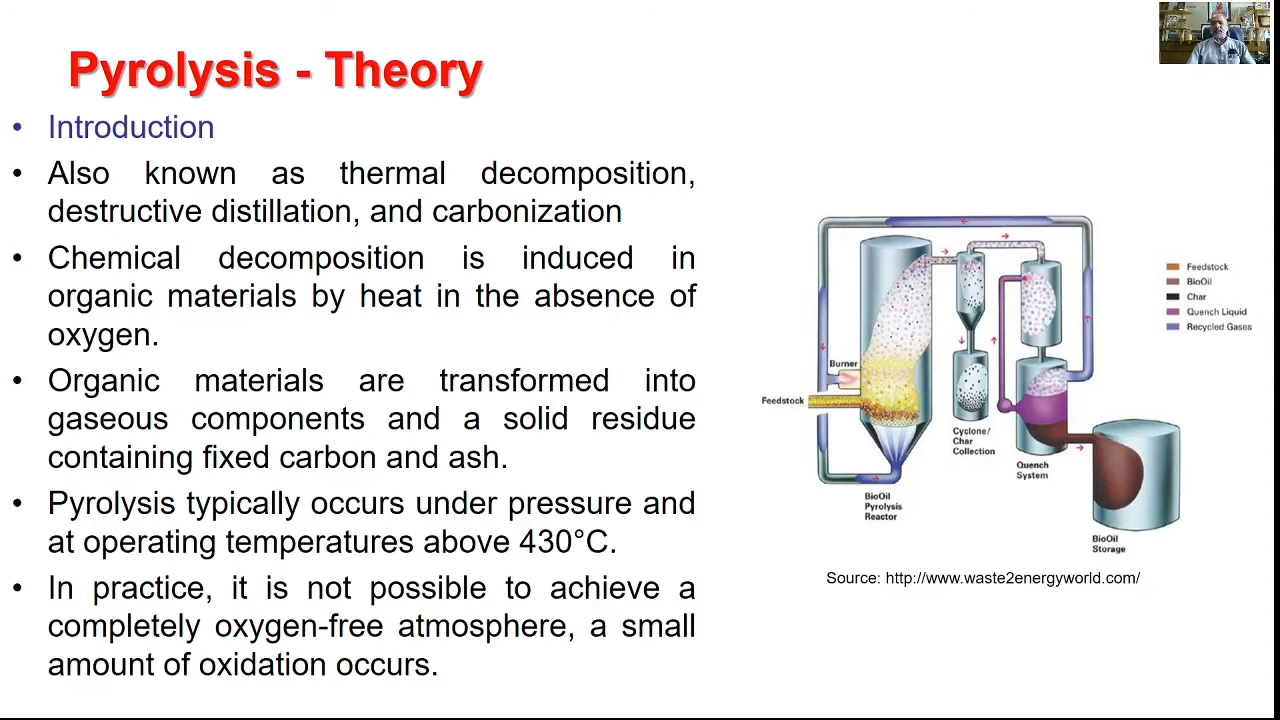 Pyrolysis - Theory
• Introduction
• Also known as thermal decomposition,
destructive distillation, and carbonization
• Chemical decomposition is induced in
organic materials by heat in the absence of
oxygen.
• Organic materials are transformed into
gaseous components and a solid residue
containing fixed carbon and ash.
• Pyrolysis typically occurs under pressure and
at operating temperatures above 430°C.
• In practice, it is not possible to achieve a
completely oxygen-free atmosphere, a small
amount of oxidation occurs.
Burner
Feedstock
BioOil
Pyrolysis
Reactor
Cyclone/
Char
Collection
Quench
System
BioOil
Storage
Feedstock
BioOil
Char
Quench Liquid
Recycled Gases
Source: http://www.waste2energyworld.com/